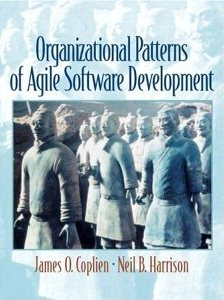 Organizational Patterns
of Agile Software Development
James O. Coplien • Neil B. Harrison